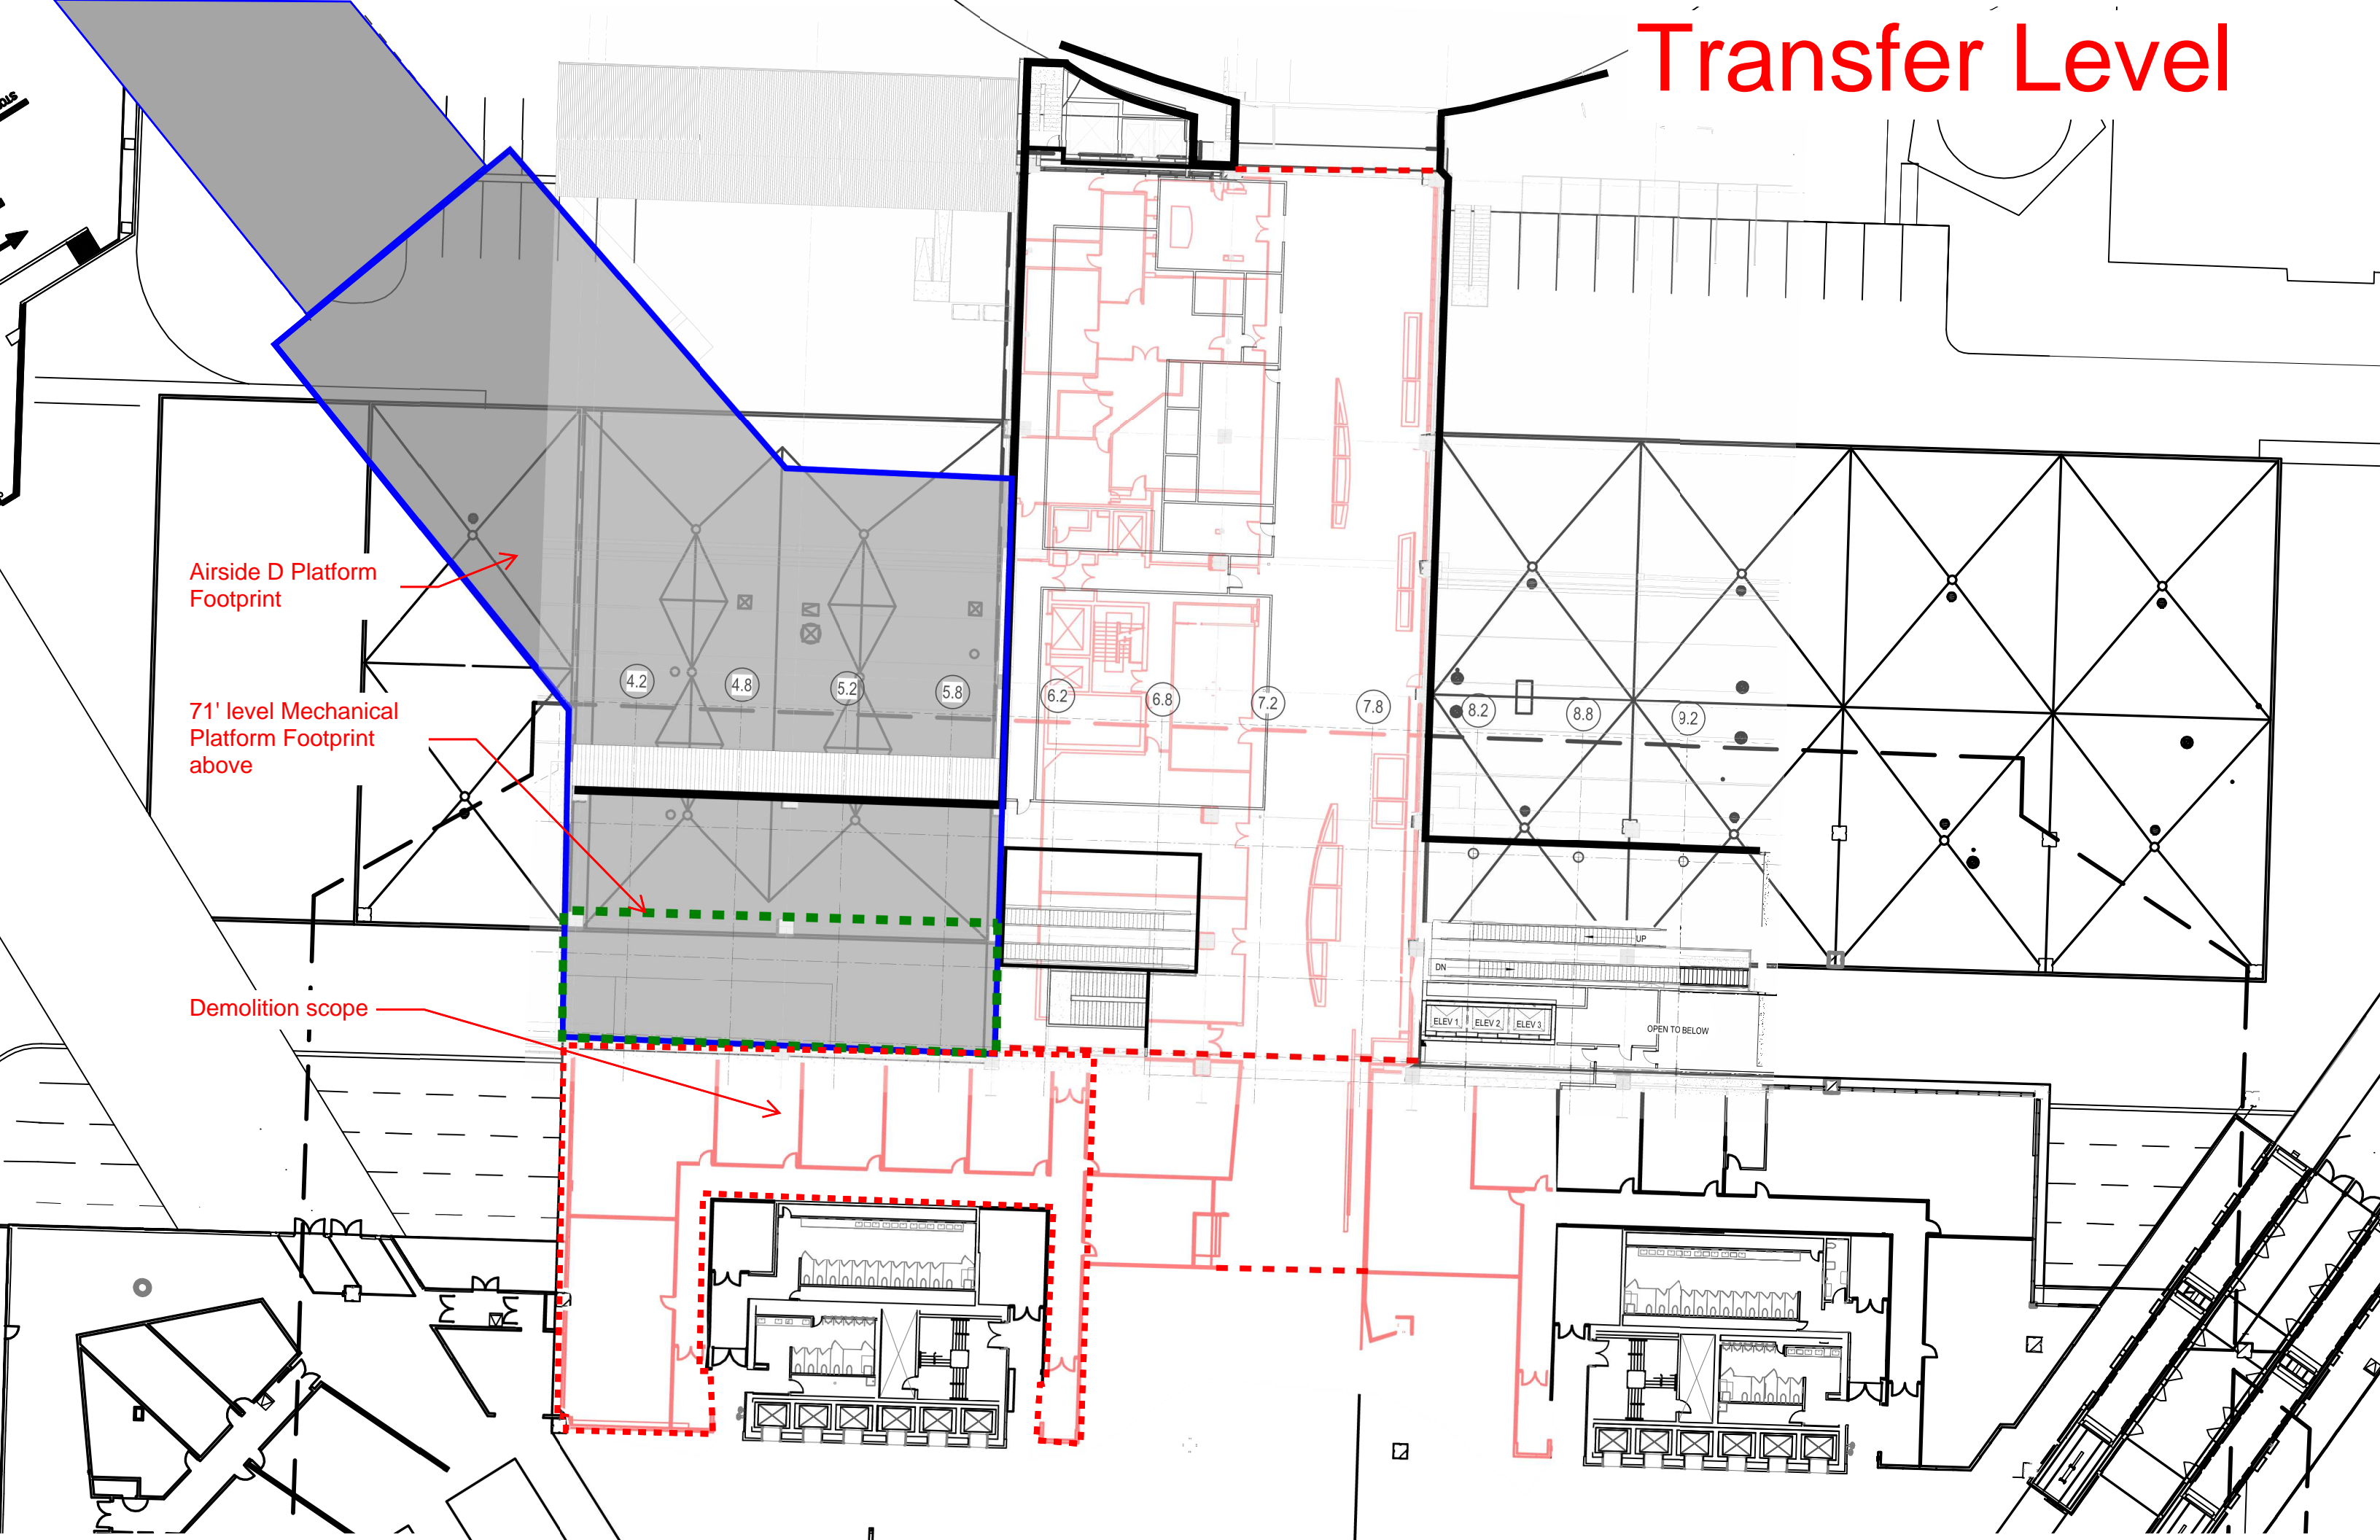 Transfer Level
Airside D Platform
Footprint
71' level Mechanical
Platform Footprint
above
4.2
4.8
5.2
5.8
6.2
6.8
7.2
7.8
8.2
8.8
9.2
UP
DN
Demolition scope
ELEV 1
ELEV 2
ELEV 3
OPEN TO BELOW